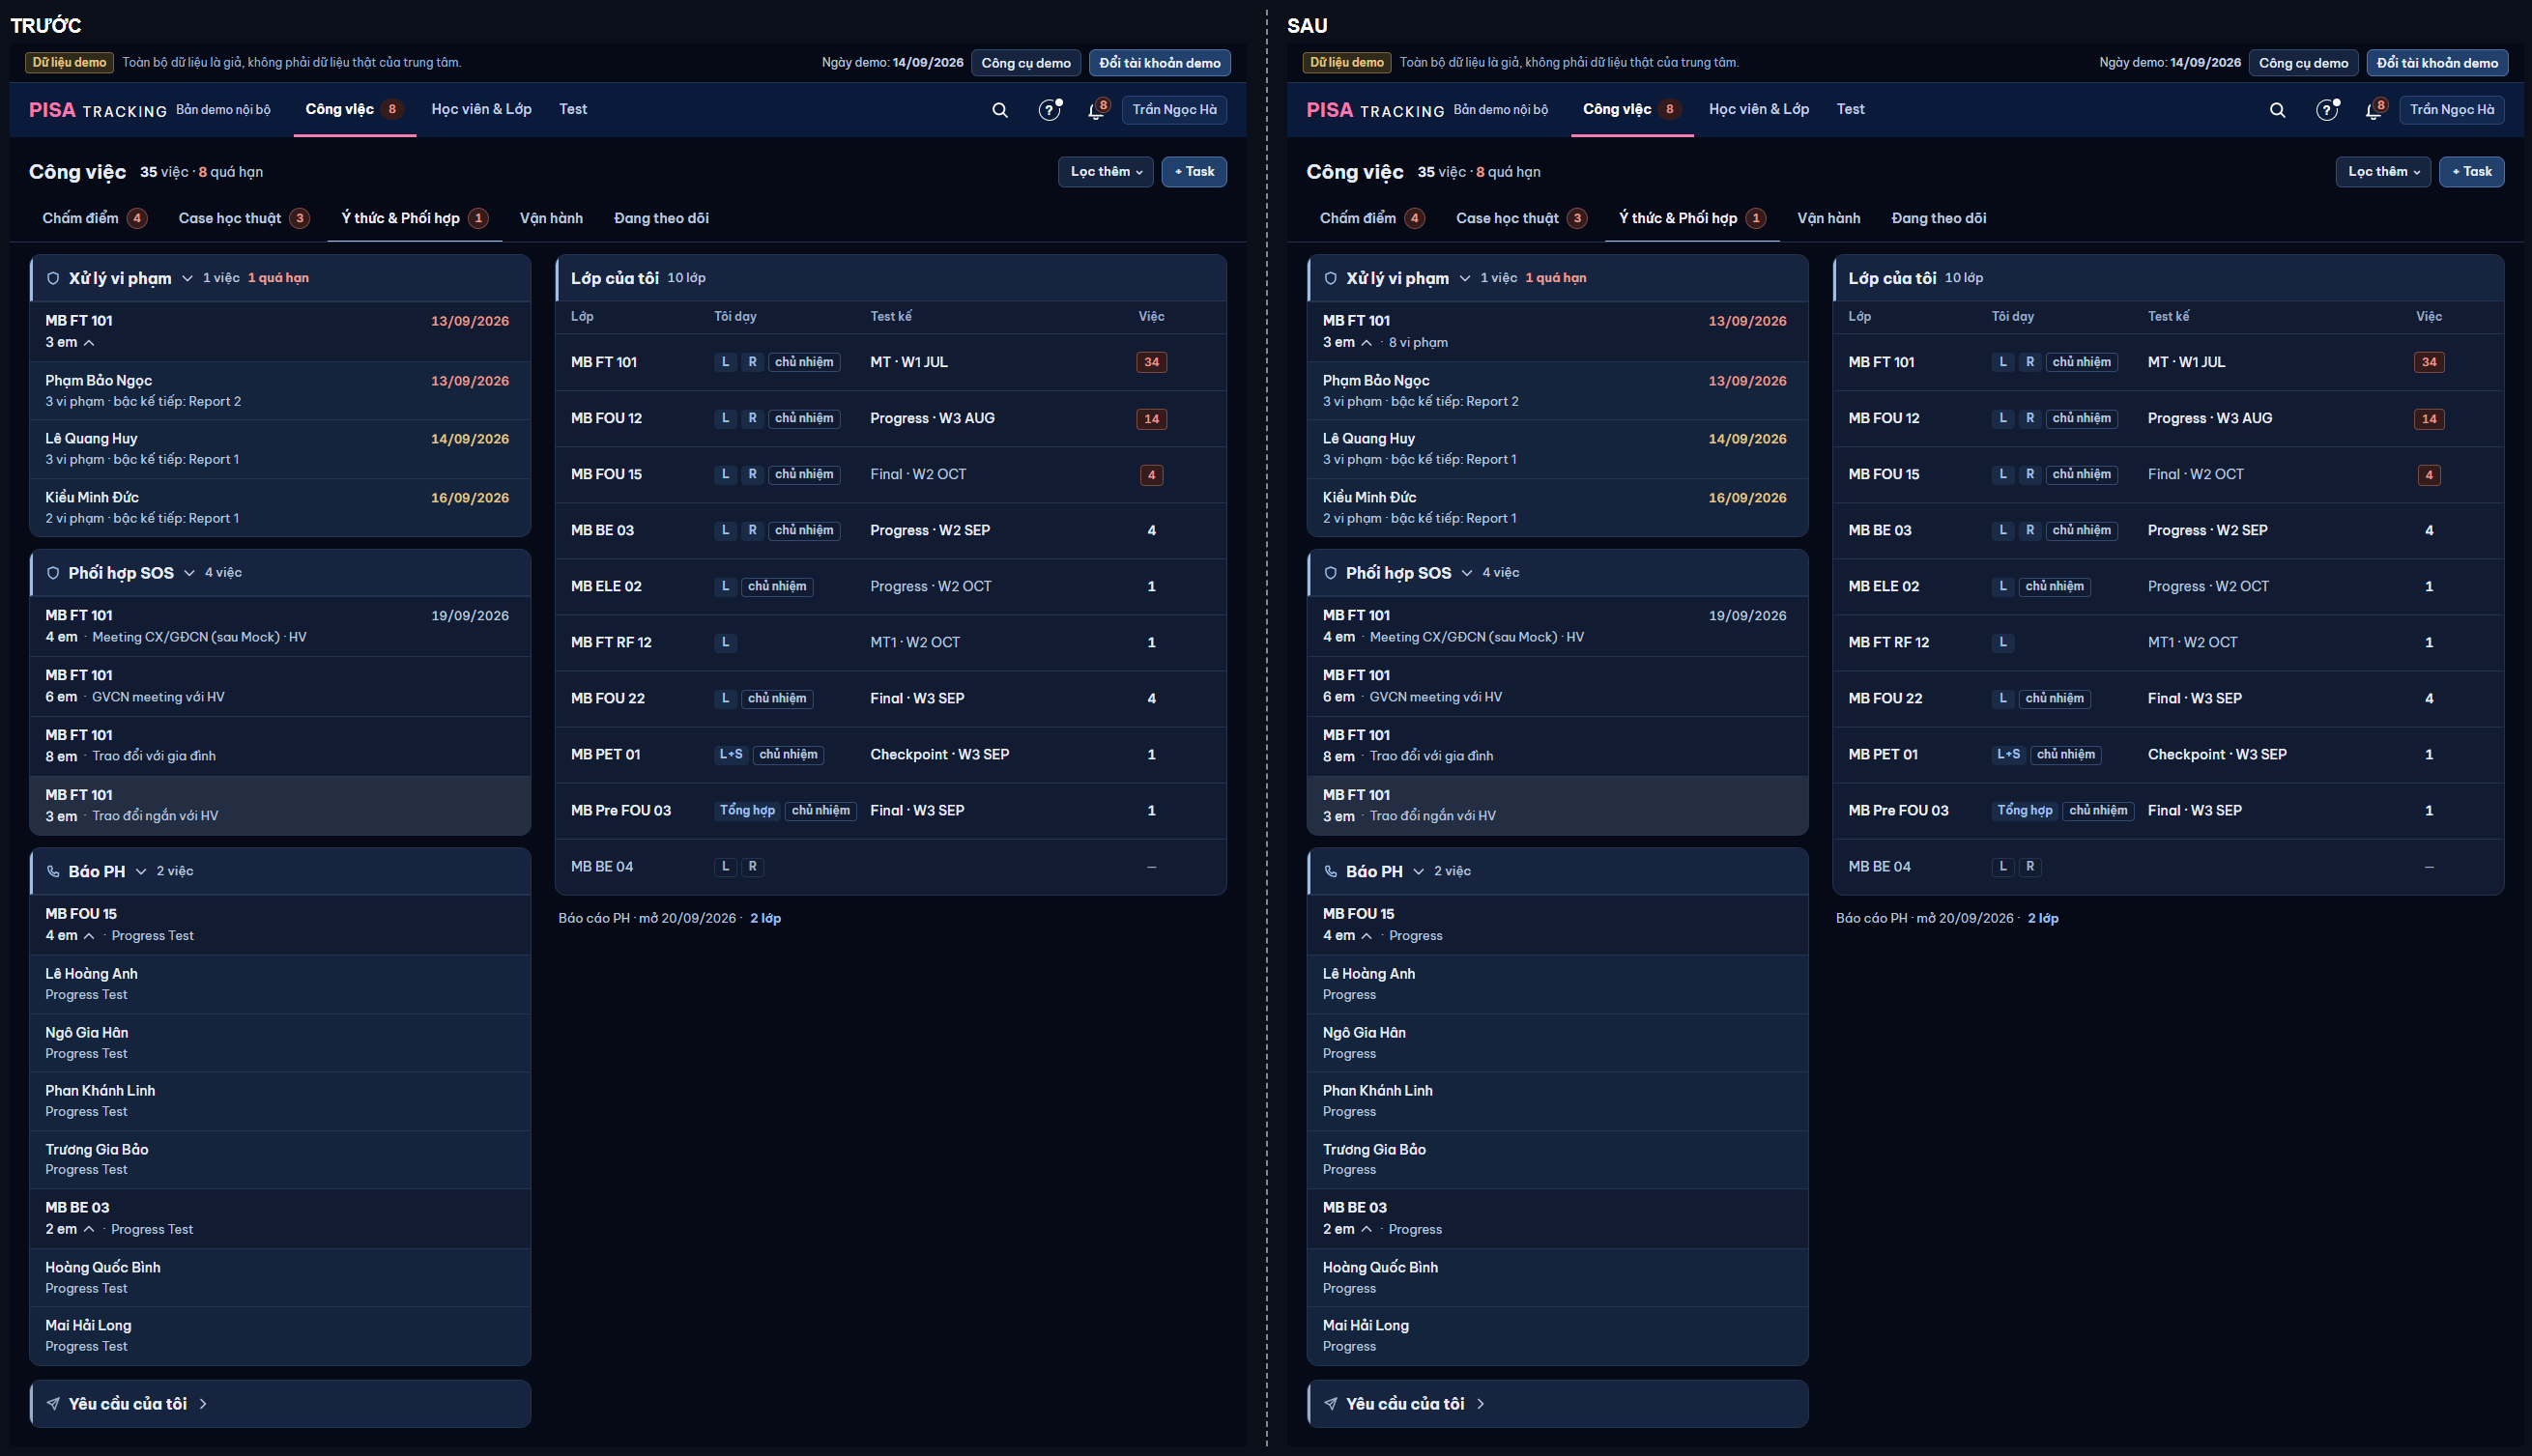 TRƯỚC
Dữ liệu demo Toàn bộ dữ liệu là giả, không phải dữ liệu thật của trung tâm. Ngày demo: 14/09/2026 Công cụ demo Đổi tài khoản demo
PISA TRACKING Bản demo nội bộ Công việc 8 Học viên & Lớp Test ? 8 Trần Ngọc Hà
Công việc 35 việc · 8 quá hạn Lọc thêm + Task
Chấm điểm 4 Case học thuật 3 Ý thức & Phối hợp 1 Vận hành Đang theo dõi
Xử lý vi phạm 1 việc 1 quá hạn
MB FT 101 13/09/2026
3 em
Phạm Bảo Ngọc 13/09/2026
3 vi phạm · bậc kế tiếp: Report 2
Lê Quang Huy 14/09/2026
3 vi phạm · bậc kế tiếp: Report 1
Kiều Minh Đức 16/09/2026
2 vi phạm · bậc kế tiếp: Report 1
Phối hợp SOS 4 việc
MB FT 101 19/09/2026
4 em · Meeting CX/GĐCN (sau Mock) · HV
MB FT 101
6 em · GVCN meeting với HV
MB FT 101
8 em · Trao đổi với gia đình
MB FT 101
3 em · Trao đổi ngắn với HV
Báo PH 2 việc
MB FOU 15
4 em · Progress Test
Lê Hoàng Anh
Progress Test
Ngô Gia Hân
Progress Test
Phan Khánh Linh
Progress Test
Trương Gia Bảo
Progress Test
MB BE 03
2 em · Progress Test
Hoàng Quốc Bình
Progress Test
Mai Hải Long
Progress Test
Yêu cầu của tôi
Lớp của tôi 10 lớp
Lớp Tôi dạy Test kế Việc
MB FT 101 L R chủ nhiệm MT · W1 JUL 34
MB FOU 12 L R chủ nhiệm Progress · W3 AUG 14
MB FOU 15 L R chủ nhiệm Final · W2 OCT 4
MB BE 03 L R chủ nhiệm Progress · W2 SEP 4
MB ELE 02 L chủ nhiệm Progress · W2 OCT 1
MB FT RF 12 L MT1 · W2 OCT 1
MB FOU 22 L chủ nhiệm Final · W3 SEP 4
MB PET 01 L+S chủ nhiệm Checkpoint · W3 SEP 1
MB Pre FOU 03 Tổng hợp chủ nhiệm Final · W3 SEP 1
MB BE 04 L R —
Báo cáo PH · mở 20/09/2026 · 2 lớp
SAU
Dữ liệu demo Toàn bộ dữ liệu là giả, không phải dữ liệu thật của trung tâm. Ngày demo: 14/09/2026 Công cụ demo Đổi tài khoản demo
PISA TRACKING Bản demo nội bộ Công việc 8 Học viên & Lớp Test ? 8 Trần Ngọc Hà
Công việc 35 việc · 8 quá hạn Lọc thêm + Task
Chấm điểm 4 Case học thuật 3 Ý thức & Phối hợp 1 Vận hành Đang theo dõi
Xử lý vi phạm 1 việc 1 quá hạn
MB FT 101 13/09/2026
3 em · 8 vi phạm
Phạm Bảo Ngọc 13/09/2026
3 vi phạm · bậc kế tiếp: Report 2
Lê Quang Huy 14/09/2026
3 vi phạm · bậc kế tiếp: Report 1
Kiều Minh Đức 16/09/2026
2 vi phạm · bậc kế tiếp: Report 1
Phối hợp SOS 4 việc
MB FT 101 19/09/2026
4 em · Meeting CX/GĐCN (sau Mock) · HV
MB FT 101
6 em · GVCN meeting với HV
MB FT 101
8 em · Trao đổi với gia đình
MB FT 101
3 em · Trao đổi ngắn với HV
Báo PH 2 việc
MB FOU 15
4 em · Progress
Lê Hoàng Anh
Progress
Ngô Gia Hân
Progress
Phan Khánh Linh
Progress
Trương Gia Bảo
Progress
MB BE 03
2 em · Progress
Hoàng Quốc Bình
Progress
Mai Hải Long
Progress
Yêu cầu của tôi
Lớp của tôi 10 lớp
Lớp Tôi dạy Test kế Việc
MB FT 101 L R chủ nhiệm MT · W1 JUL 34
MB FOU 12 L R chủ nhiệm Progress · W3 AUG 14
MB FOU 15 L R chủ nhiệm Final · W2 OCT 4
MB BE 03 L R chủ nhiệm Progress · W2 SEP 4
MB ELE 02 L chủ nhiệm Progress · W2 OCT 1
MB FT RF 12 L MT1 · W2 OCT 1
MB FOU 22 L chủ nhiệm Final · W3 SEP 4
MB PET 01 L+S chủ nhiệm Checkpoint · W3 SEP 1
MB Pre FOU 03 Tổng hợp chủ nhiệm Final · W3 SEP 1
MB BE 04 L R —
Báo cáo PH · mở 20/09/2026 · 2 lớp